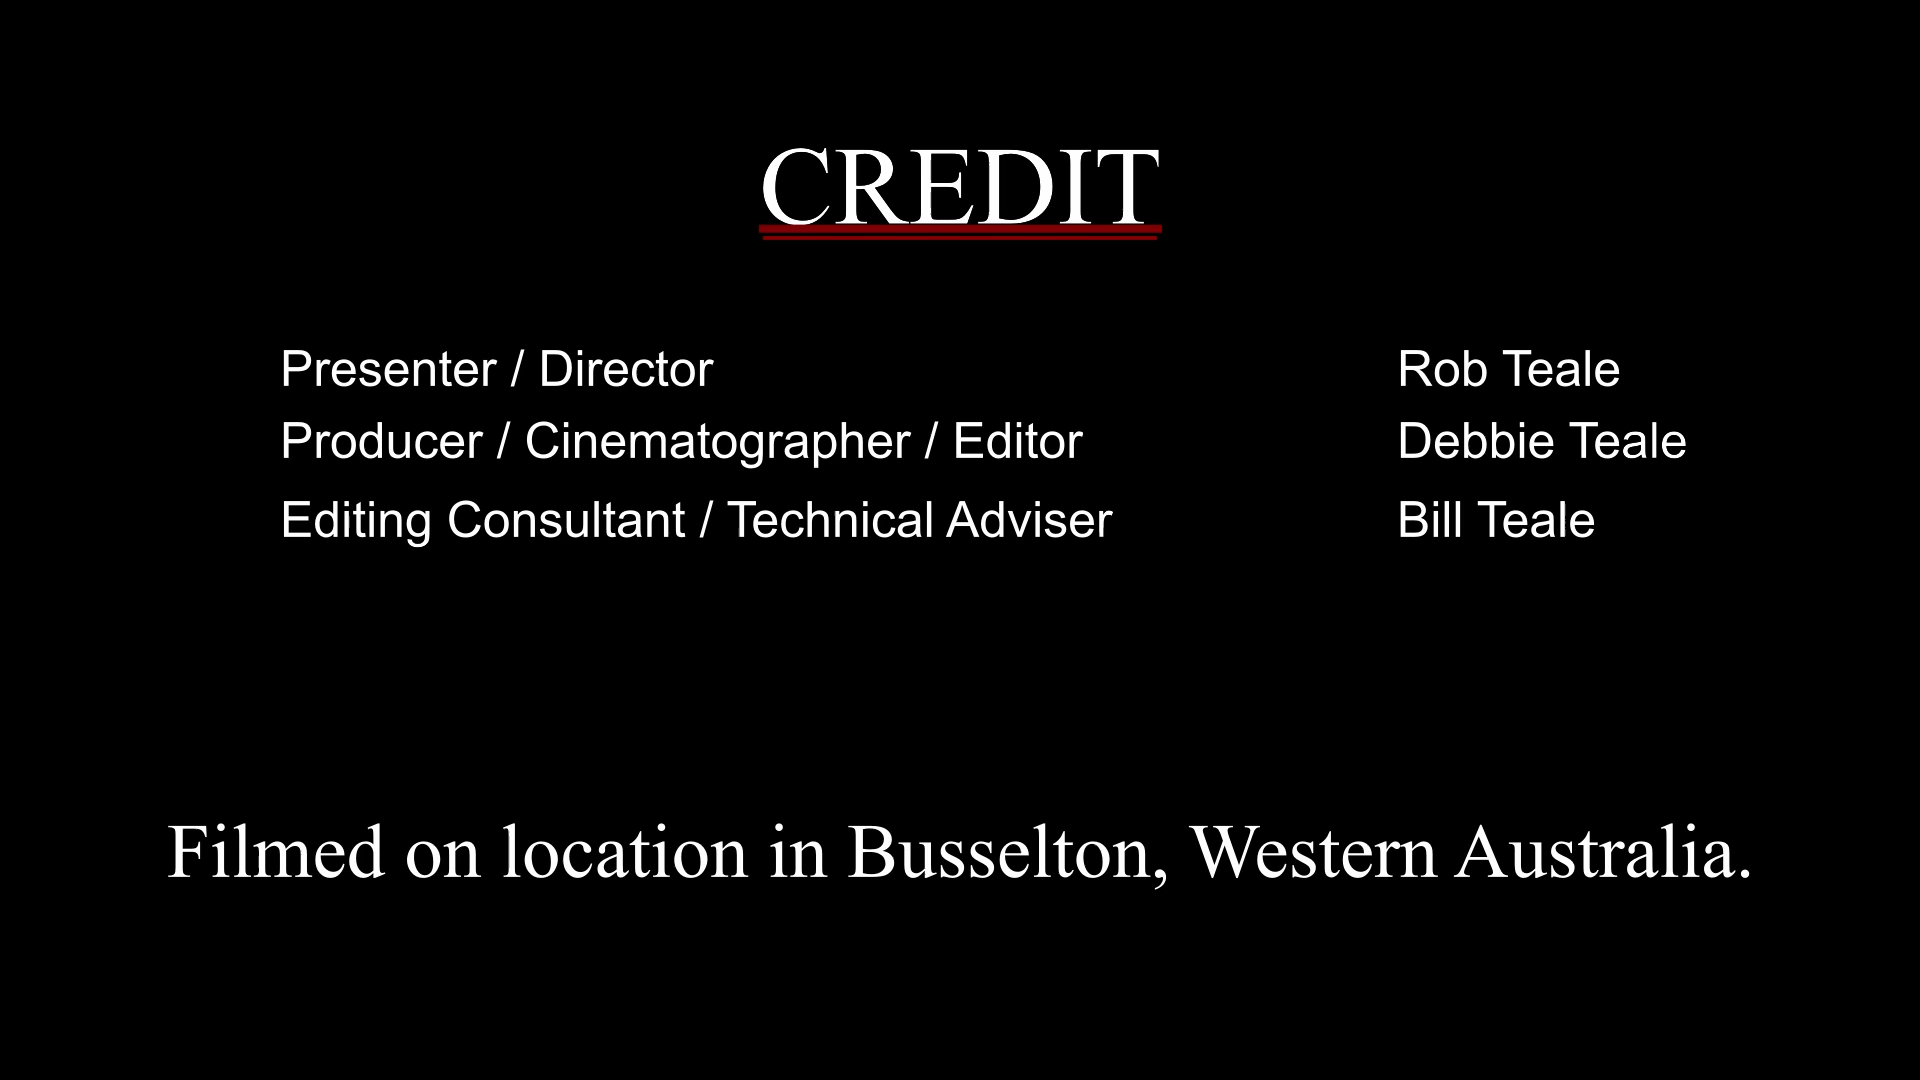 CREDIT
Presenter / Director Rob Teale
Producer / Cinematographer / Editor Debbie Teale
Editing Consultant / Technical Adviser Bill Teale
Filmed on location in Busselton, Western Australia.